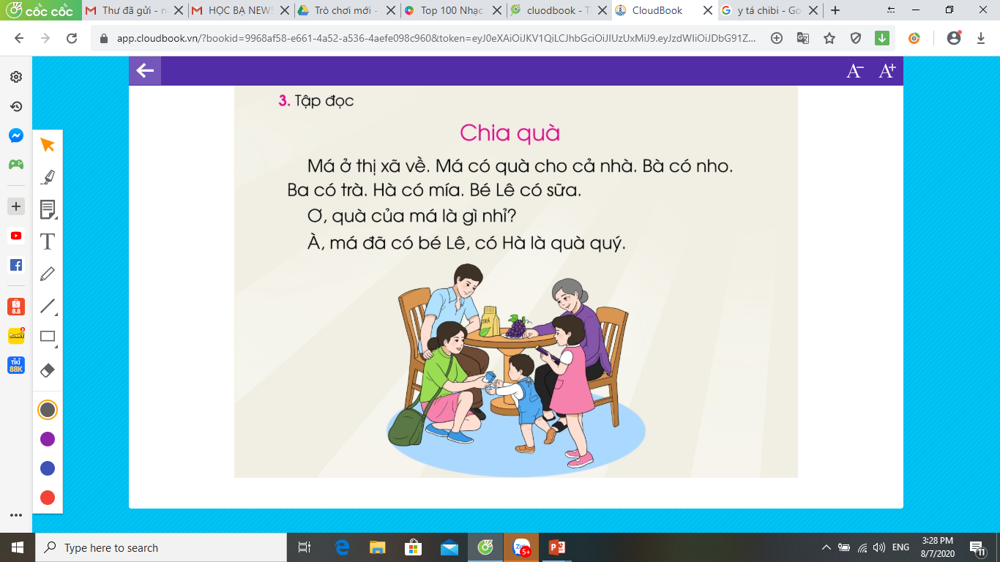 CỐC CỐC
Thư đã gửi - n
HỌC BẠ NEWS
Trò chơi mới -
Top 100 Nhạc
cluodbook - T
CloudBook
y tá chibi - Go
app.cloudbook.vn/?bookid=9968af58-e661-4a52-a536-4aefe098c960&token=eyJ0eXAiOiJKV1QiLCJhbGciOiJIUzUxMiJ9.eyJzdWIiOiJDbG91Z...
A- A+
3. Tập đọc
Chia quà
Má ở thị xã về. Má có quà cho cả nhà. Bà có nho.
Ba có trà. Hà có mía. Bé Lê có sữa.
Ơ, quà của má là gì nhỉ?
À, má đã có bé Lê, có Hà là quà quý.
TRÀ
T
8.8
TIKI
88K
Type here to search
Zalo
5+
ENG
3:28 PM
8/7/2020
11